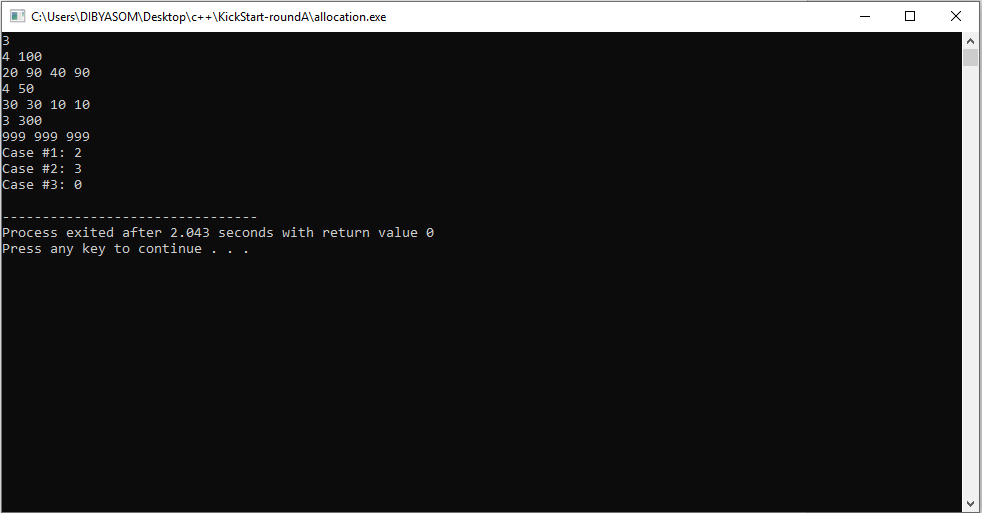 C:\Users\DIBYASOM\Desktop\c++\KickStart-roundA\allocation.exe
3
4 100
20 90 40 90
4 50
30 30 10 10
3 300
999 999 999
Case #1: 2
Case #2: 3
Case #3: 0
--------------------------------
Process exited after 2.043 seconds with return value 0
Press any key to continue . . .